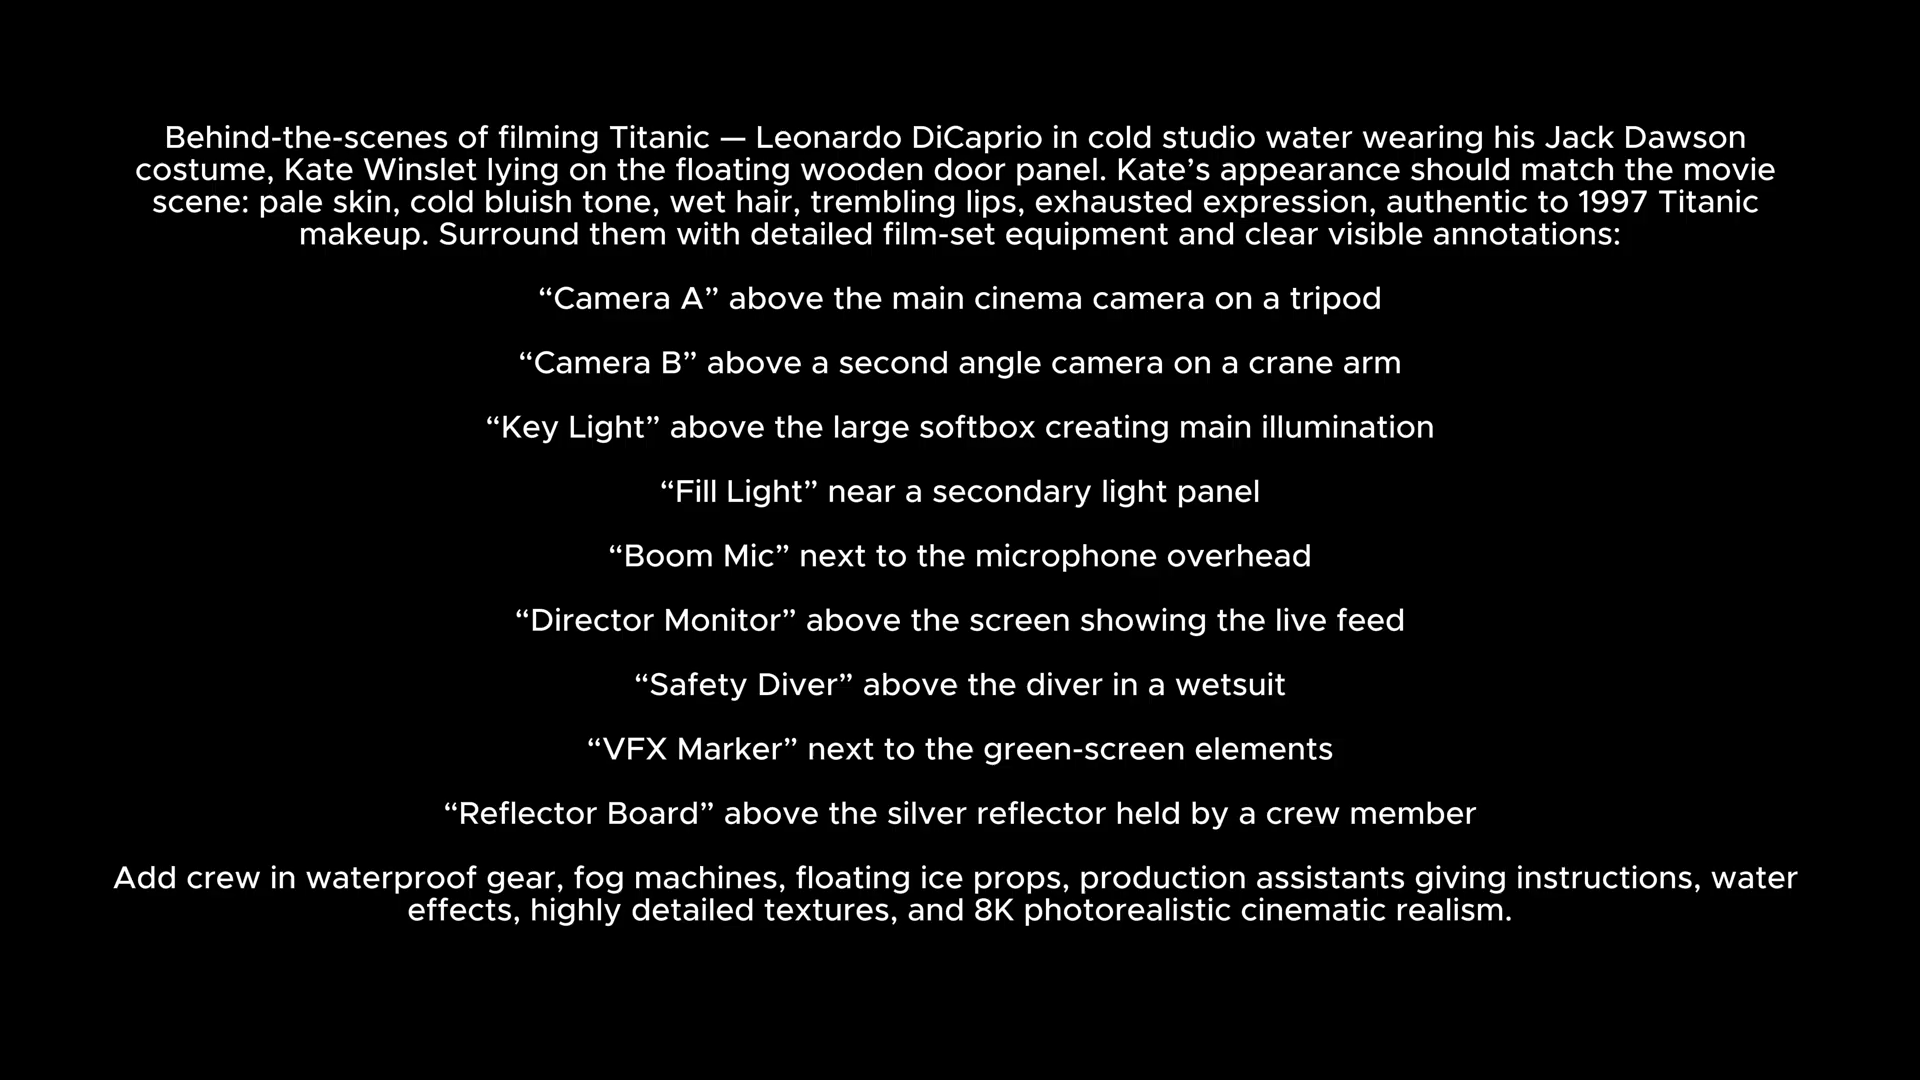 Behind-the-scenes of filming Titanic — Leonardo DiCaprio in cold studio water wearing his Jack Dawson
costume, Kate Winslet lying on the floating wooden door panel. Kate’s appearance should match the movie
scene: pale skin, cold bluish tone, wet hair, trembling lips, exhausted expression, authentic to 1997 Titanic
makeup. Surround them with detailed film-set equipment and clear visible annotations:
“Camera A” above the main cinema camera on a tripod
“Camera B” above a second angle camera on a crane arm
“Key Light” above the large softbox creating main illumination
“Fill Light” near a secondary light panel
“Boom Mic” next to the microphone overhead
“Director Monitor” above the screen showing the live feed
“Safety Diver” above the diver in a wetsuit
“VFX Marker” next to the green-screen elements
“Reflector Board” above the silver reflector held by a crew member
Add crew in waterproof gear, fog machines, floating ice props, production assistants giving instructions, water
effects, highly detailed textures, and 8K photorealistic cinematic realism.